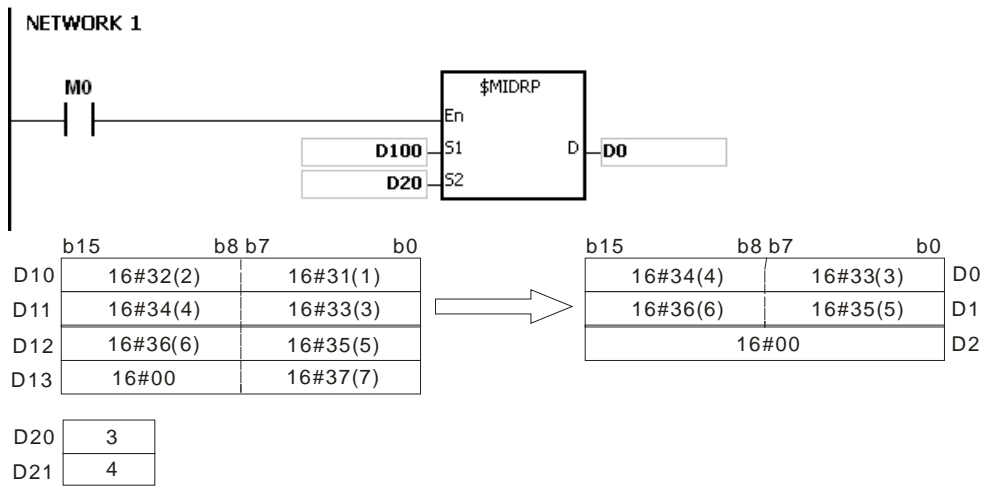 NETWORK 1
M0
$MIDRP
En
D100 S1 D D0
D20 S2
b15 b8 b7 b0 b15 b8 b7 b0
D10 16#32(2) 16#31(1) 16#34(4) 16#33(3) D0
D11 16#34(4) 16#33(3) 16#36(6) 16#35(5) D1
D12 16#36(6) 16#35(5) 16#00 D2
D13 16#00 16#37(7)
D20 3
D21 4